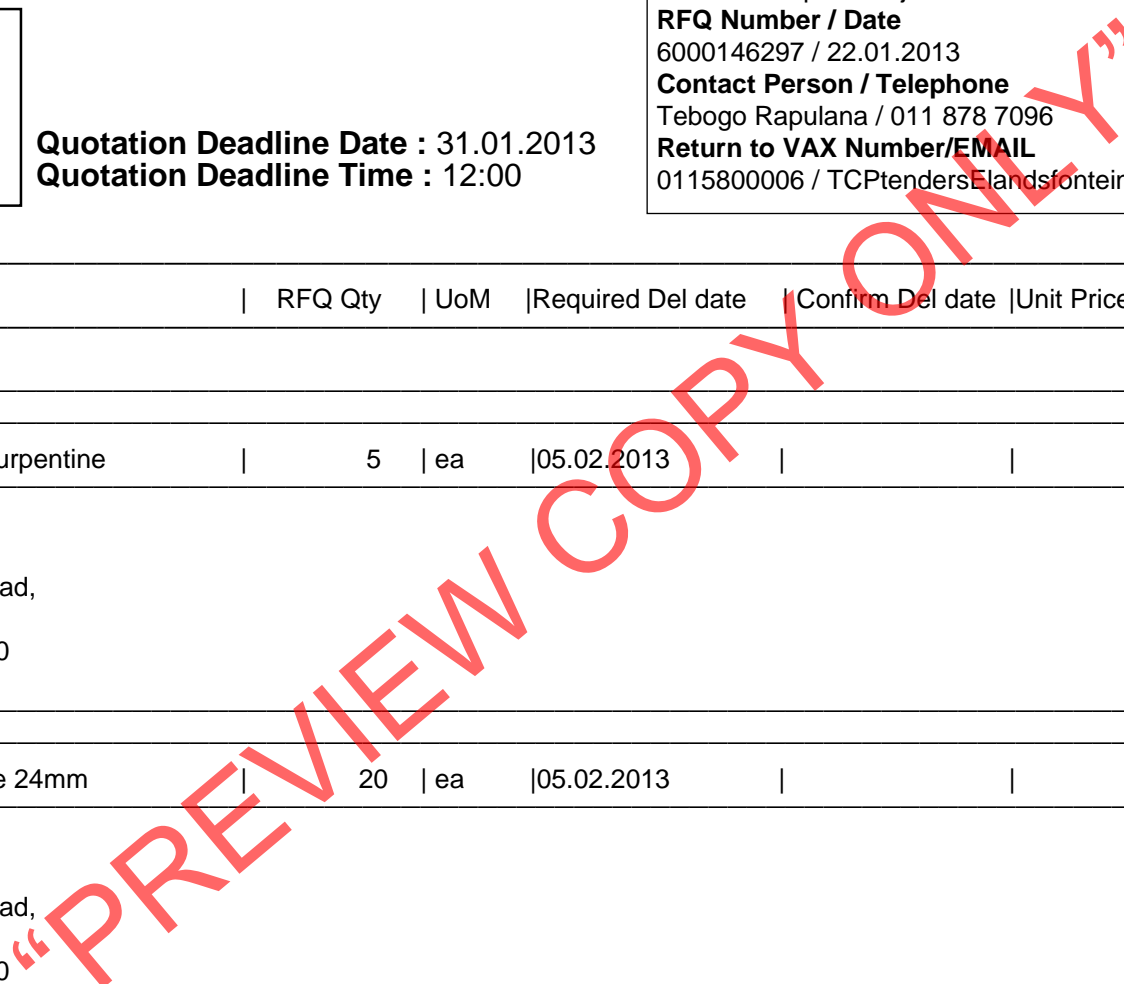 RFQ Number / Date
6000146297 / 22.01.2013
Contact Person / Telephone
Tebogo Rapulana / 011 878 7096
Quotation Deadline Date : 31.01.2013
Return to VAX Number/EMAIL
Quotation Deadline Time : 12:00
0115800006 / TCPtendersElandsfontein
| RFQ Qty | UoM |Required Del date | Confirm Del date |Unit Price
urpentine | 5 | ea |05.02.2013 | |
ad,
0
e 24mm | 20 | ea |05.02.2013 | |
ad,
0
“PREVIEW COPY ONLY”